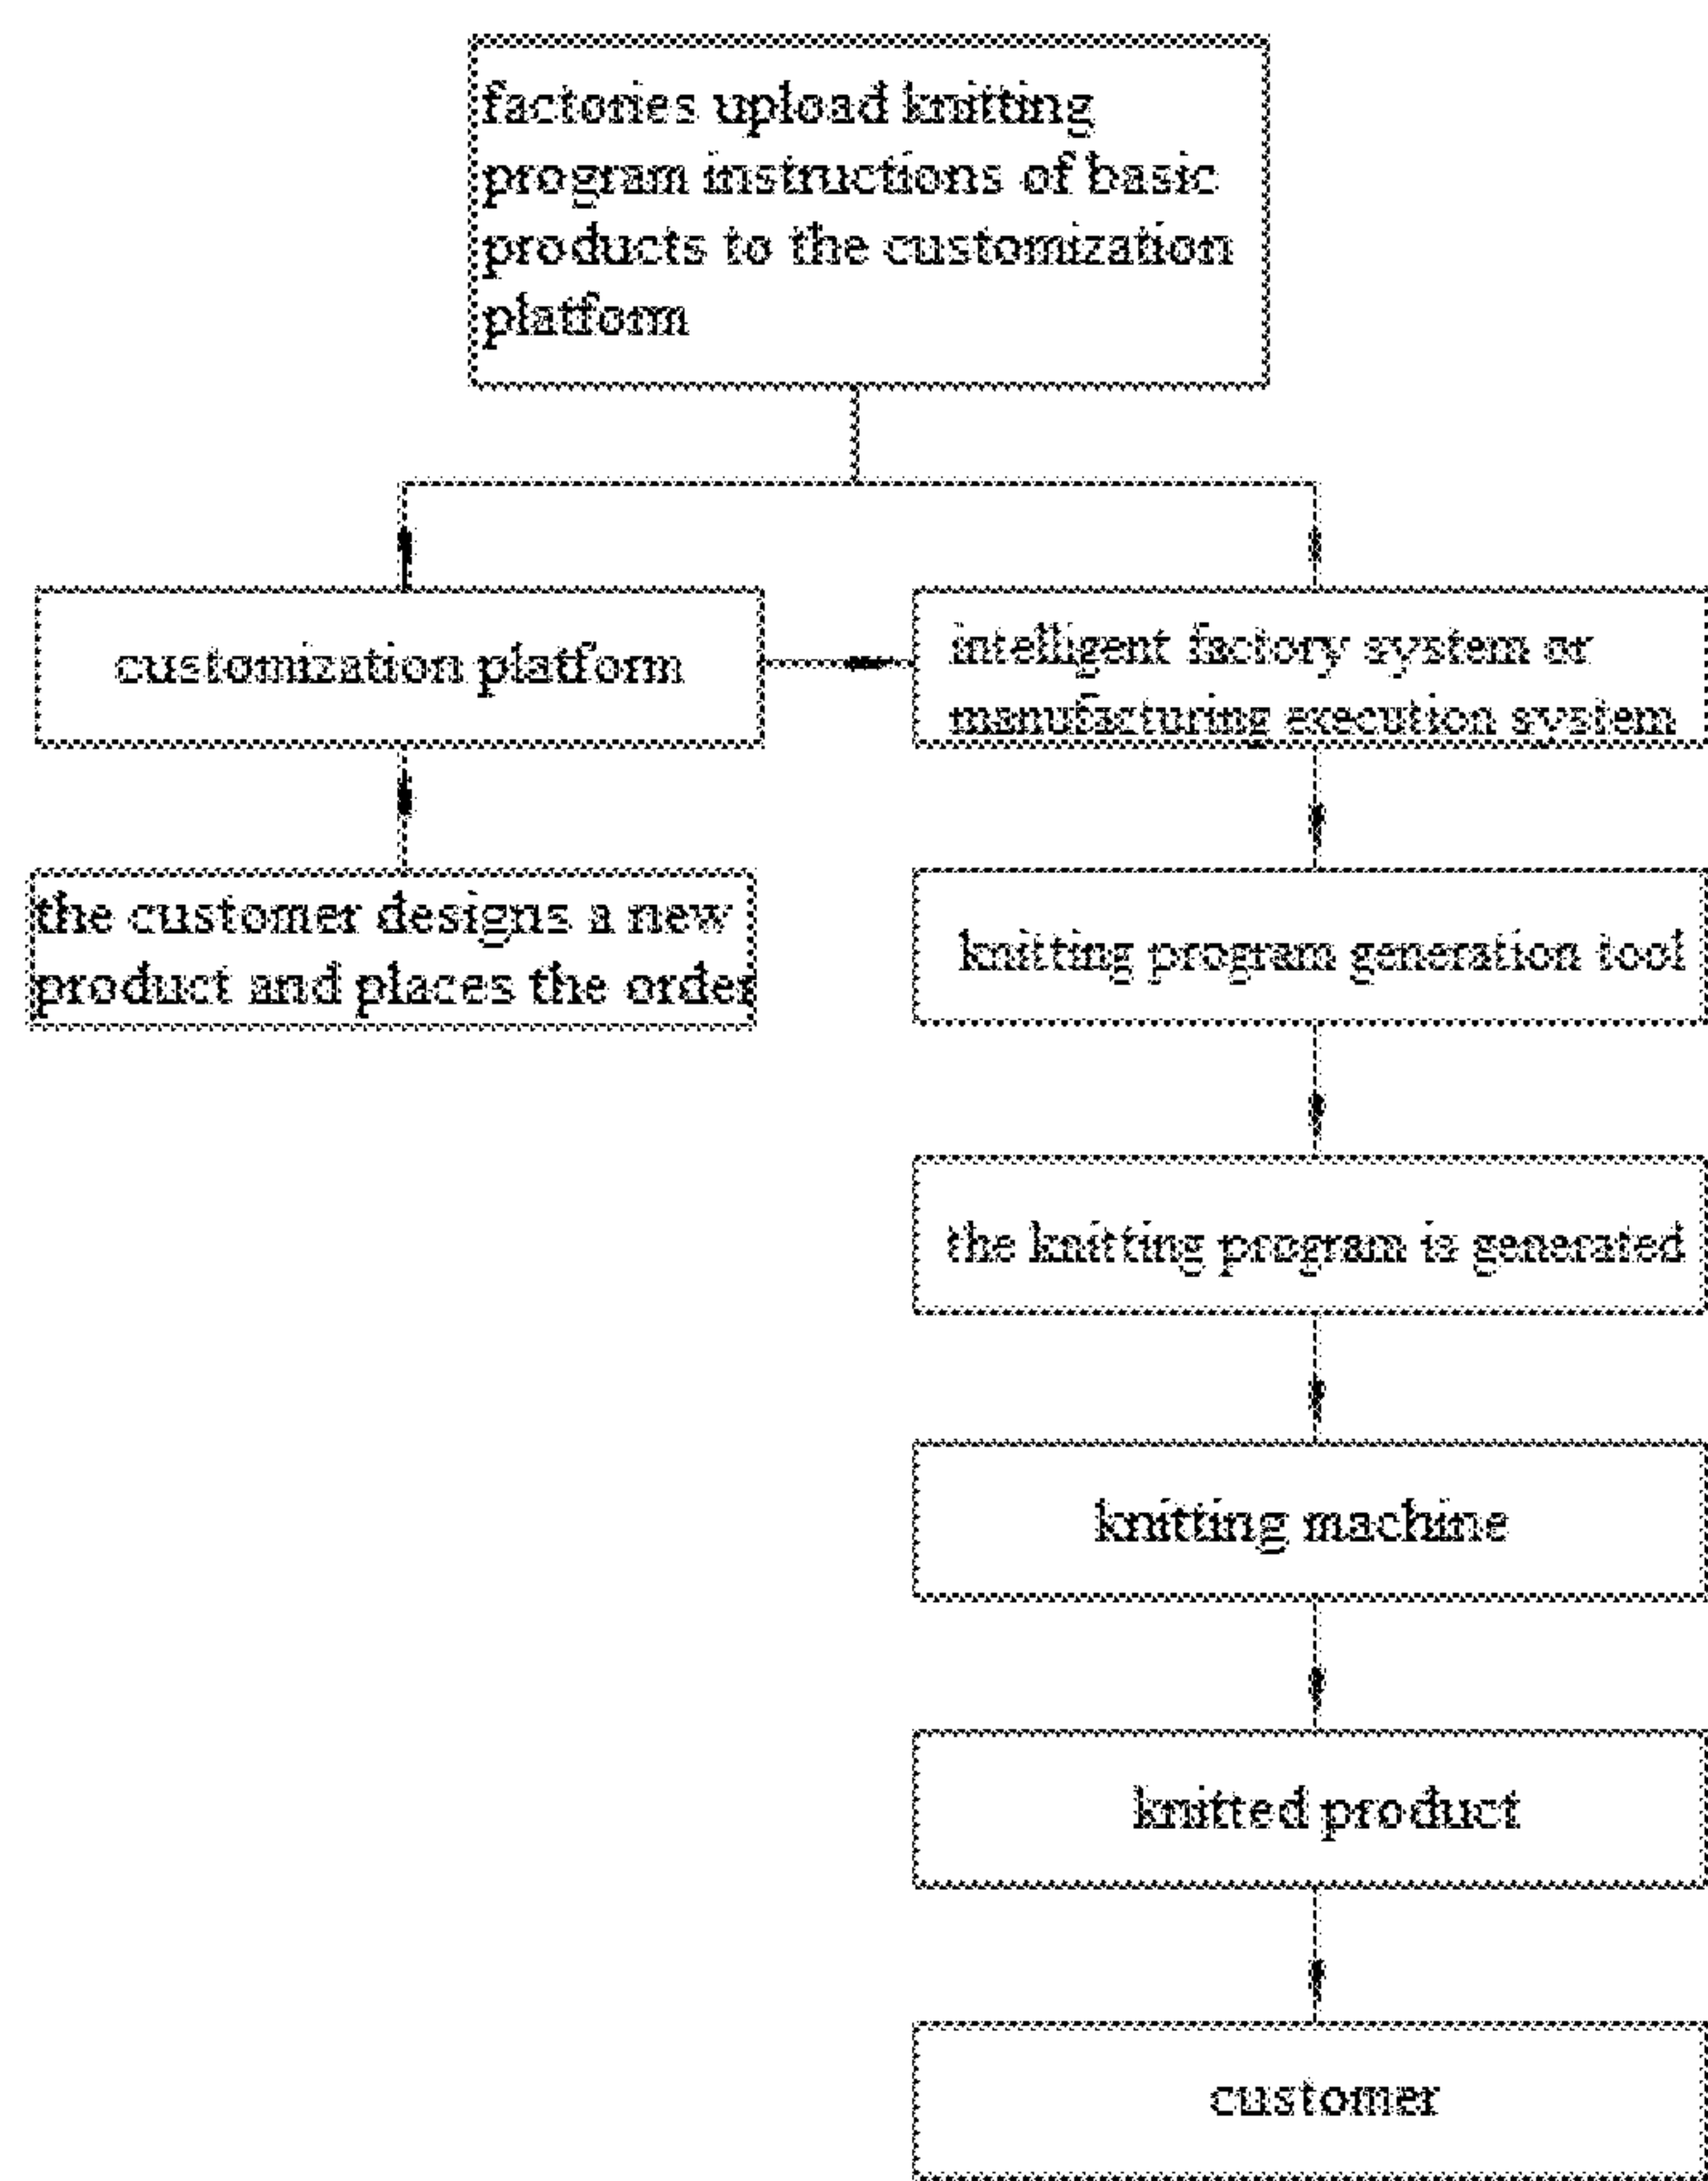 factories upload knitting
program instructions of basic
products to the customization
platform
customization platform
intelligent factory system or
manufacturing execution system
the customer designs a new
product and places the order
knitting program generation tool
the knitting program is generated
knitting machine
knitted product
customer